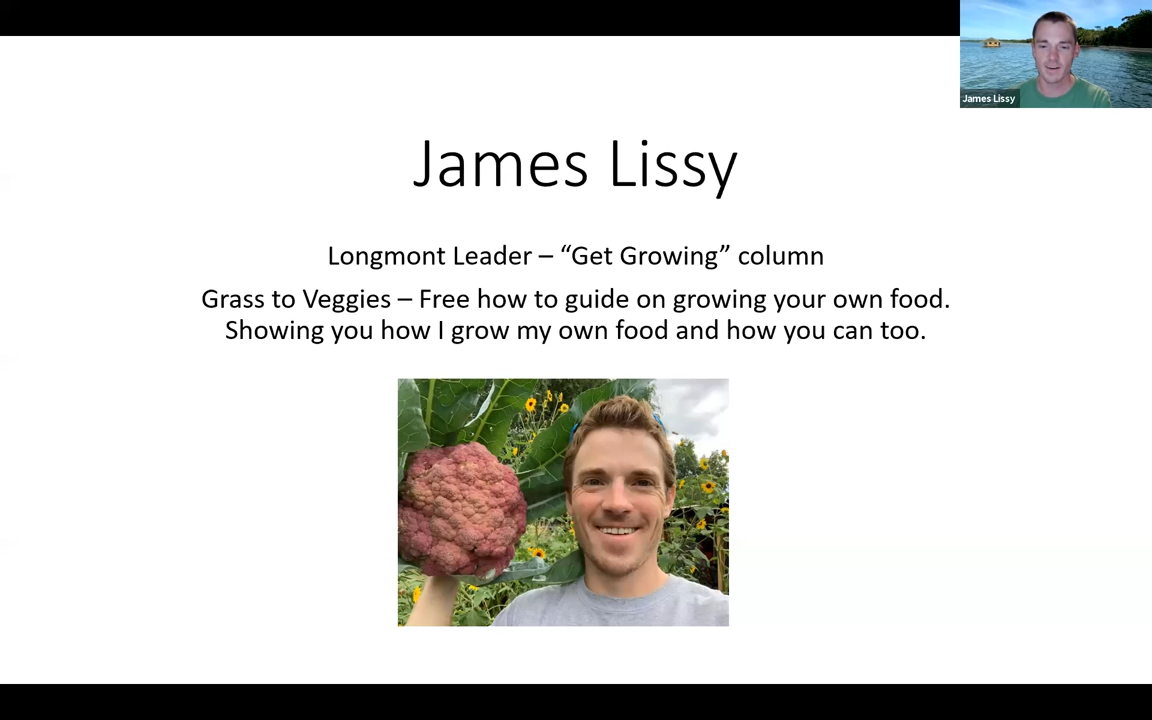 James Lissy
James Lissy
Longmont Leader – “Get Growing” column
Grass to Veggies – Free how to guide on growing your own food.
Showing you how I grow my own food and how you can too.